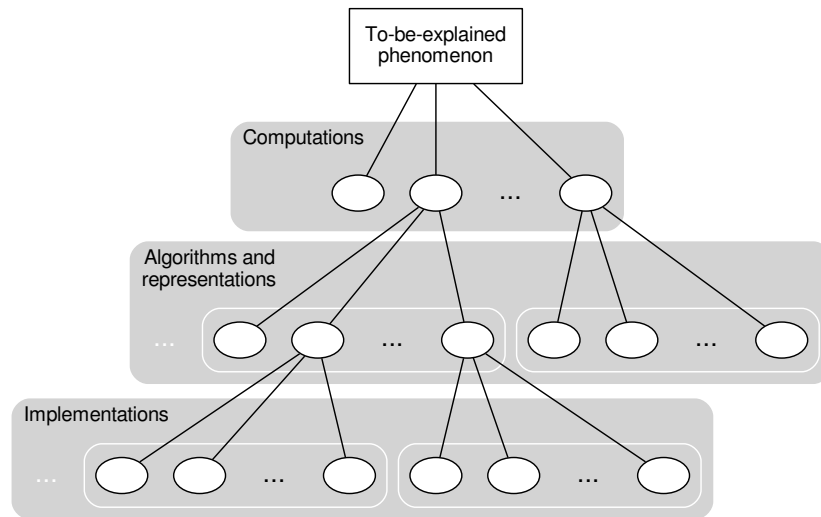 To-be-explained
phenomenon
Computations
...
Algorithms and
representations
... ... ...
Implementations
... ... ...